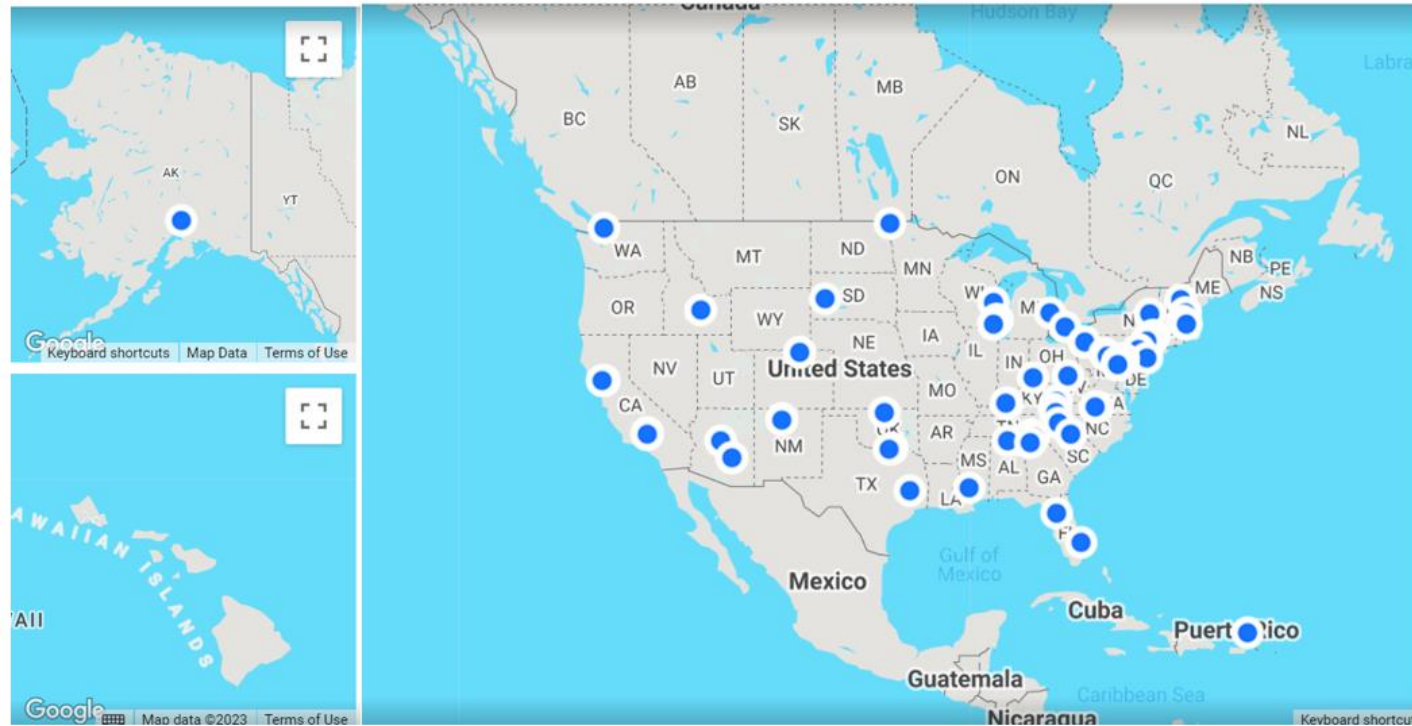 AK
YT
Google
Keyboard shortcuts
Map Data
Terms of Use
HAWAIIAN
ISLANDS
AII
Google
Map data ©2023
Terms of Use
Canada
Hudson Bay
Labra
AB
MB
BC
SK
NL
ON
QC
NB
PE
ME
NS
WA
MT
ND
MN
OR
SD
WI
WY
IA
NE
IL
IN
OH
DE
NV
UT
United States
MO
KY
CA
NC
TN
OK
AR
NM
SC
MS
AL
GA
TX
LA
Gulf of
Mexico
Mexico
Cuba
Puerto Rico
Guatemala
Caribbean Sea
Nicaragua
Keyboard shortcut